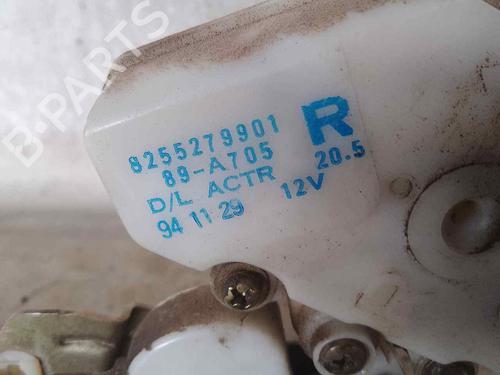 B-PARTS
8255279901 R
89-A705 20.5
D/L ACTR 12V
94 11 29